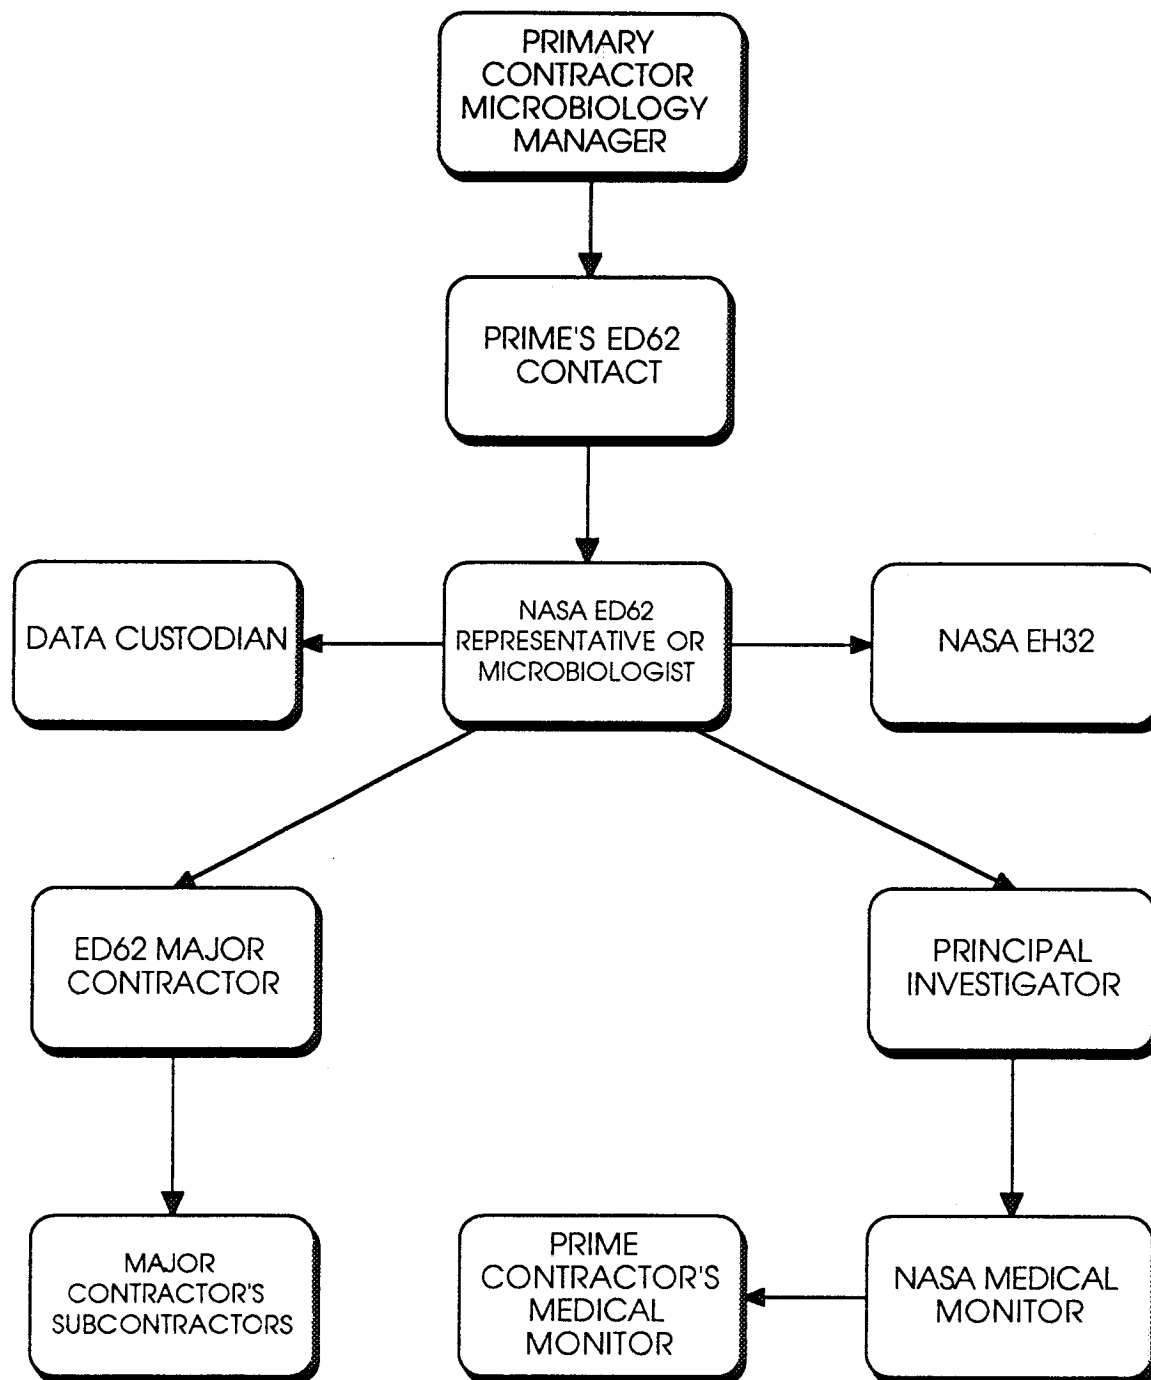 PRIMARY
CONTRACTOR
MICROBIOLOGY
MANAGER
PRIME'S ED62
CONTACT
DATA CUSTODIAN
NASA ED62
REPRESENTATIVE OR
MICROBIOLOGIST
NASA EH32
ED62 MAJOR
CONTRACTOR
PRINCIPAL
INVESTIGATOR
MAJOR
CONTRACTOR'S
SUBCONTRACTORS
PRIME
CONTRACTOR'S
MEDICAL
MONITOR
NASA MEDICAL
MONITOR